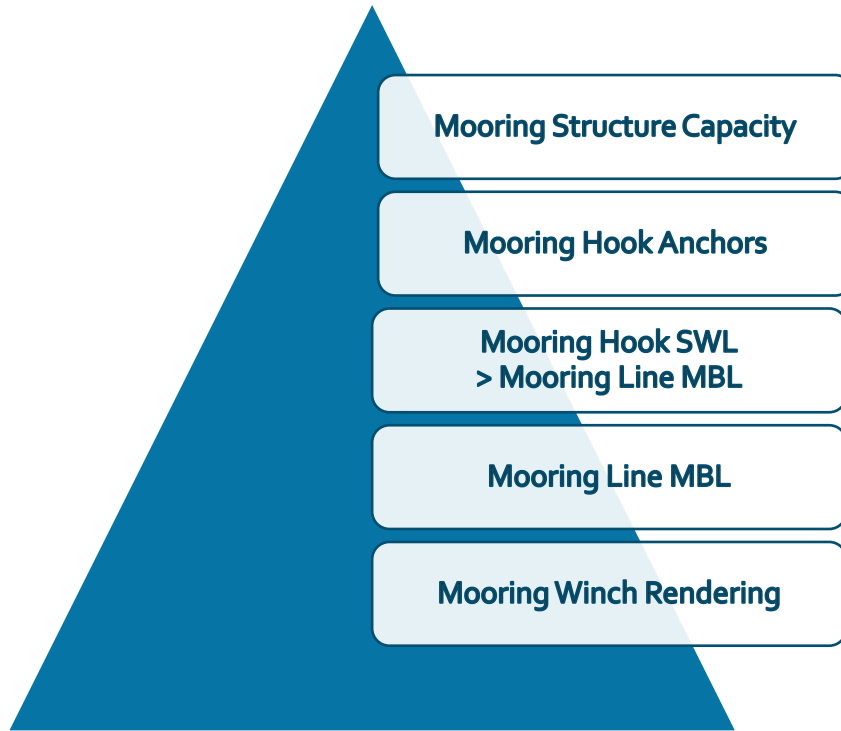 Mooring Structure Capacity
Mooring Hook Anchors
Mooring Hook SWL
> Mooring Line MBL
Mooring Line MBL
Mooring Winch Rendering